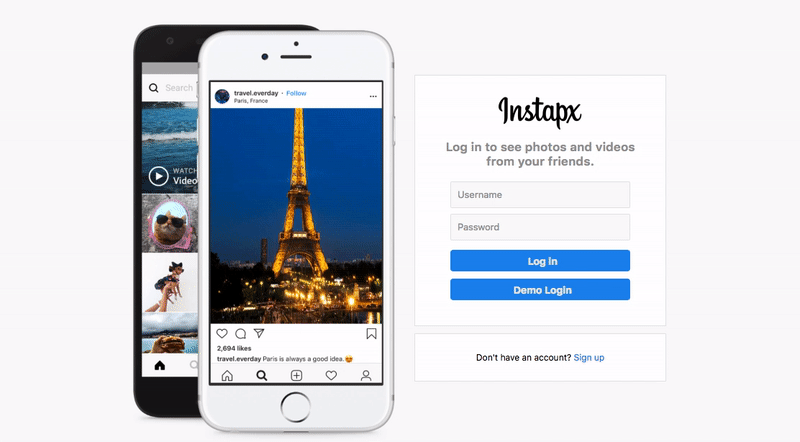 Search
WATCH
Video
travel.everday • Follow
Paris, France
2,694 likes
travel.everday Paris is always a good idea.😍
Instapx
Log in to see photos and videos
from your friends.
Username
Password
Log in
Demo Login
Don't have an account? Sign up